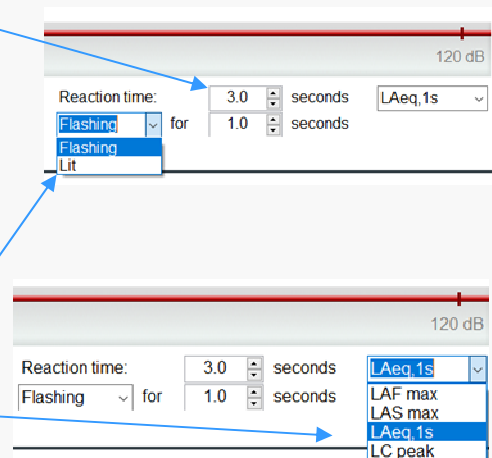 120 dB
Reaction time: 3.0 seconds LAeq,1s
Flashing for 1.0 seconds
Flashing
Lit
120 dB
Reaction time: 3.0 seconds LAeq,1s
Flashing for 1.0 seconds LAF max
LAS max
LAeq,1s
LC peak